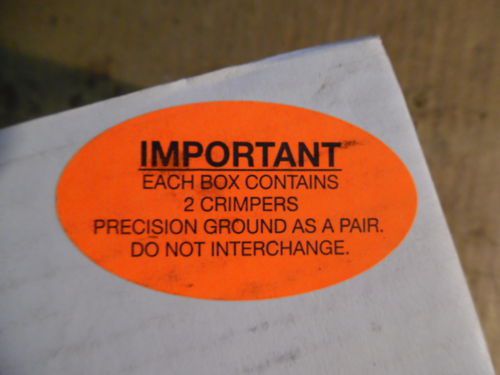 IMPORTANT
EACH BOX CONTAINS
2 CRIMPERS
PRECISION GROUND AS A PAIR.
DO NOT INTERCHANGE.